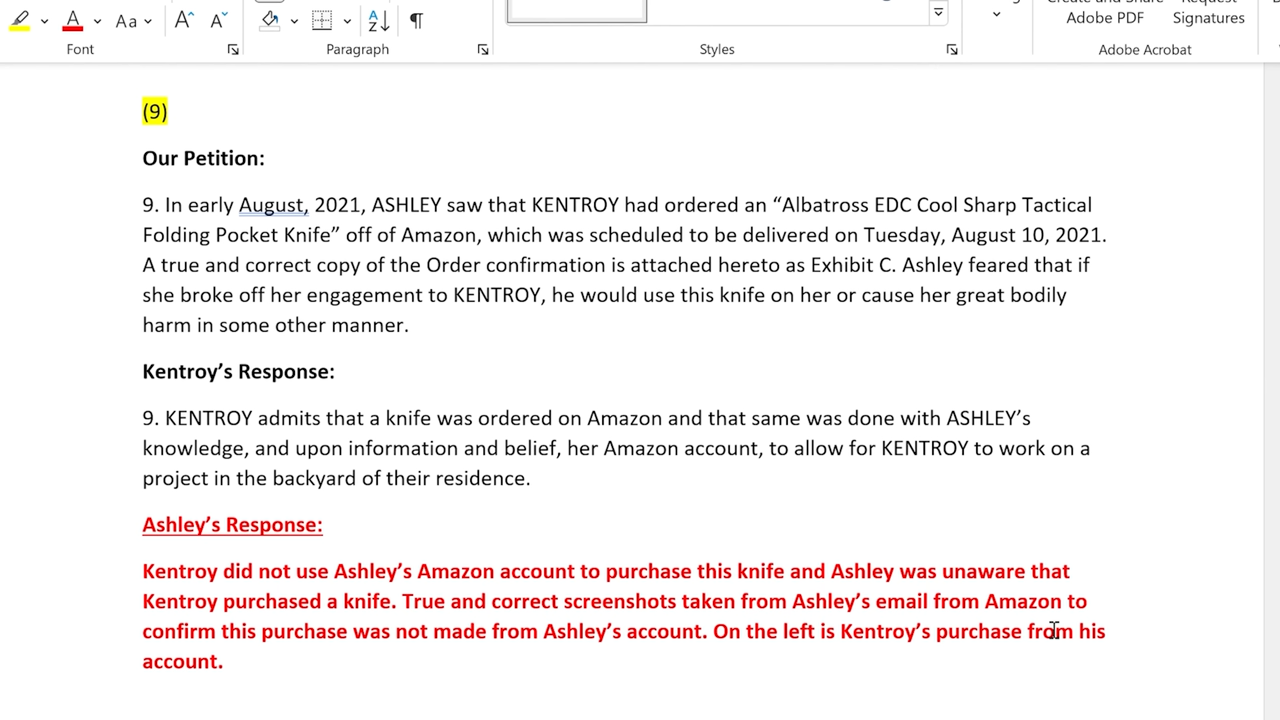 Create and Share
Request
Adobe PDF
Signatures
A
Aa
A
A
A
Z
¶
Font
Paragraph
Styles
Adobe Acrobat
(9)
Our Petition:
9. In early August, 2021, ASHLEY saw that KENTROY had ordered an “Albatross EDC Cool Sharp Tactical
Folding Pocket Knife” off of Amazon, which was scheduled to be delivered on Tuesday, August 10, 2021.
A true and correct copy of the Order confirmation is attached hereto as Exhibit C. Ashley feared that if
she broke off her engagement to KENTROY, he would use this knife on her or cause her great bodily
harm in some other manner.
Kentroy’s Response:
9. KENTROY admits that a knife was ordered on Amazon and that same was done with ASHLEY’s
knowledge, and upon information and belief, her Amazon account, to allow for KENTROY to work on a
project in the backyard of their residence.
Ashley’s Response:
Kentroy did not use Ashley’s Amazon account to purchase this knife and Ashley was unaware that
Kentroy purchased a knife. True and correct screenshots taken from Ashley’s email from Amazon to
confirm this purchase was not made from Ashley’s account. On the left is Kentroy’s purchase from his
account.